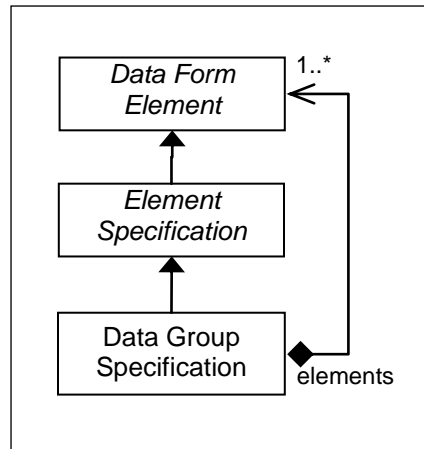 1..*
Data Form
Element
Element
Specification
Data Group
Specification
elements